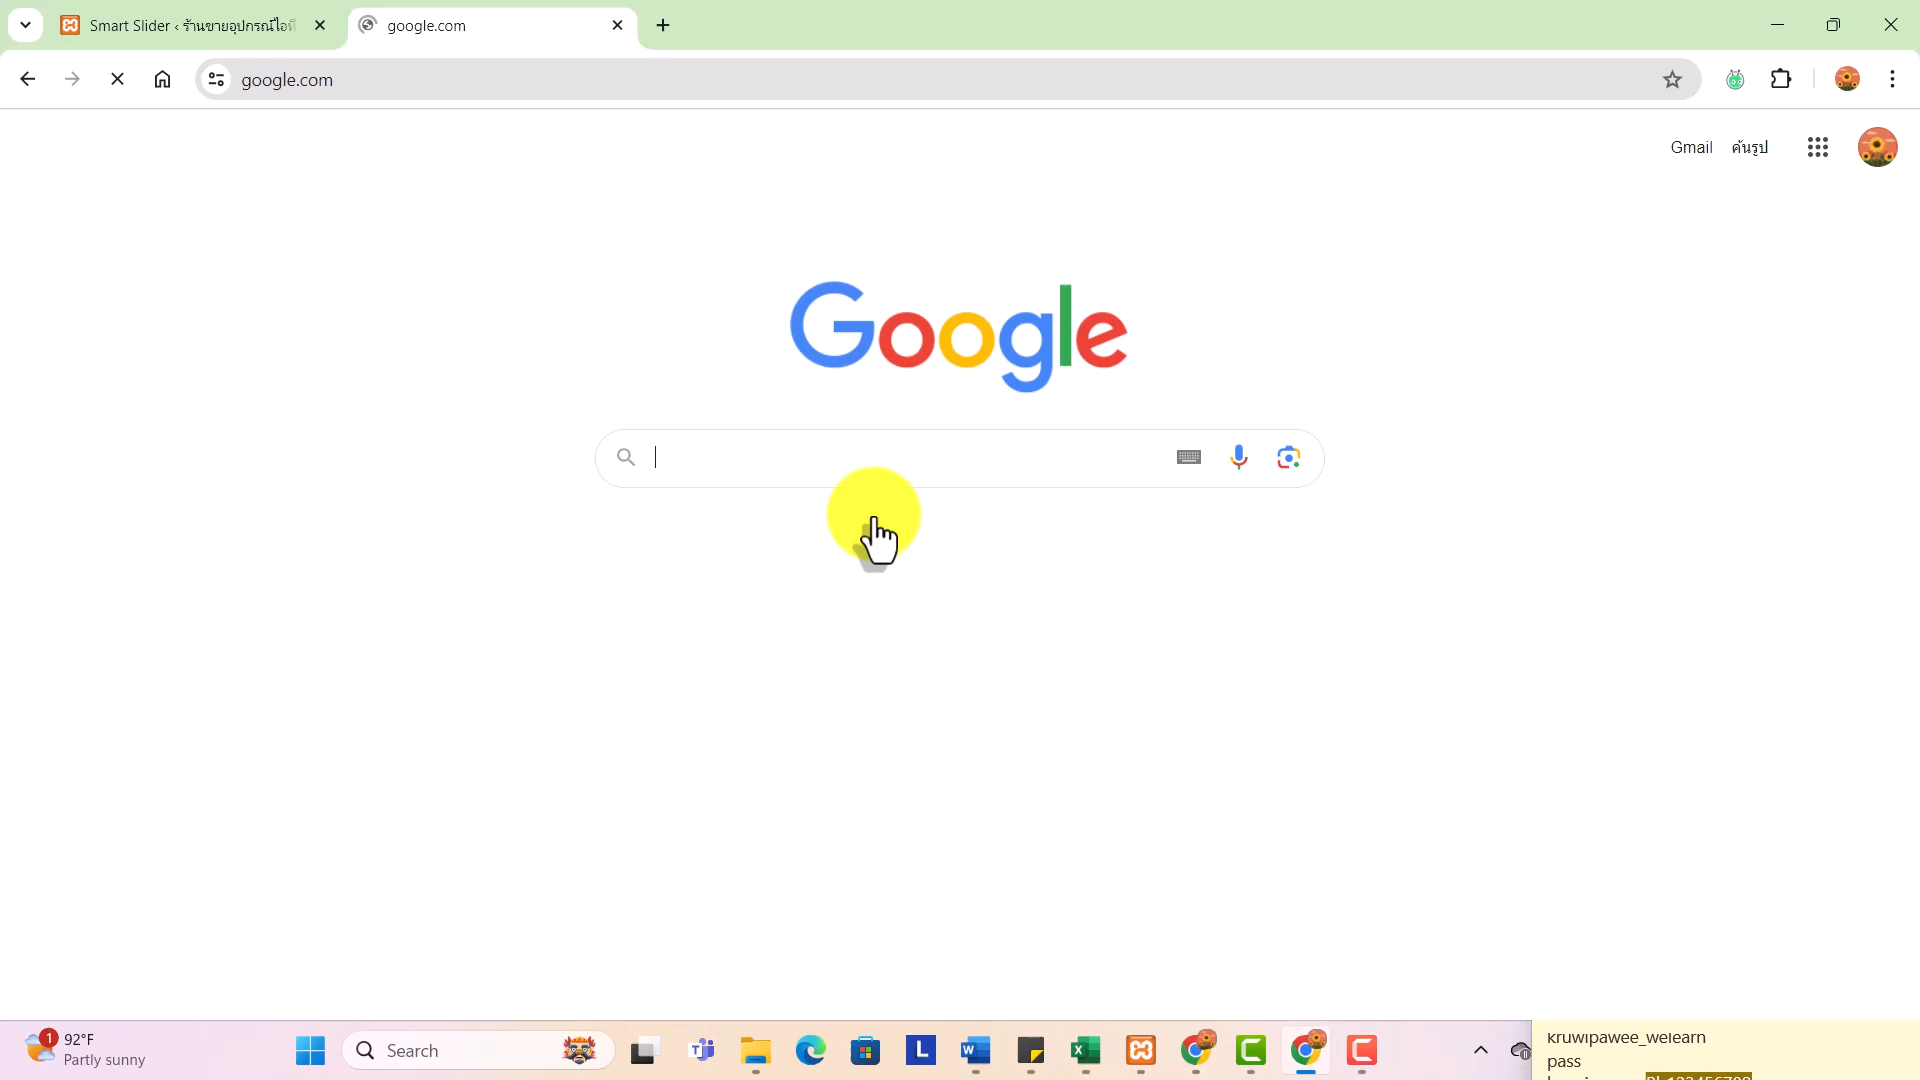 Smart Slider ‹ ร้านขายอุปกรณ์ไอที
google.com
google.com
Gmail
ค้นรูป
Google
1
92°F
Partly sunny
Search
kruwipawee_welearn
pass